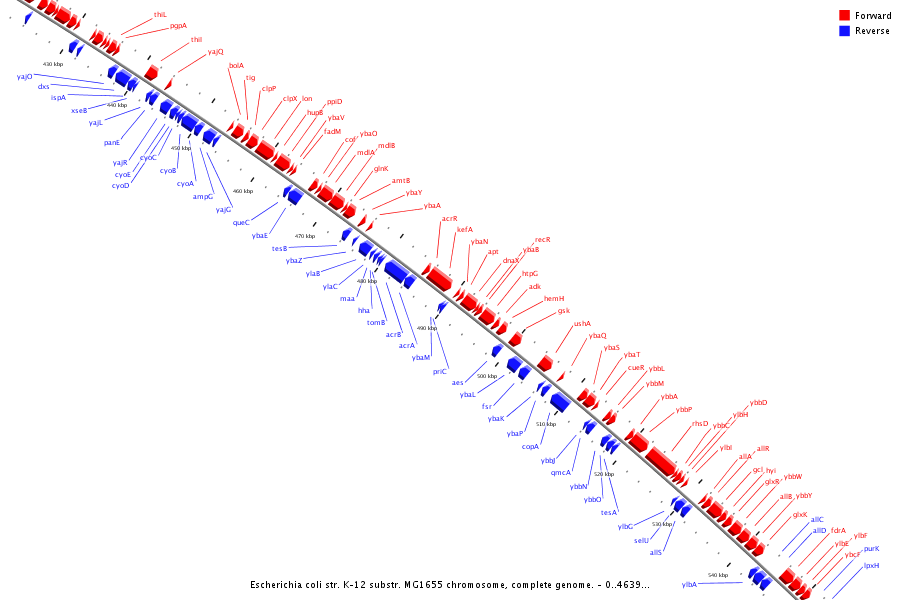 Forward
Reverse
thiL
pgpA
thiI
yajQ
bolA
tig
clpP
clpX
lon
hupB
ppiD
ybaV
fadM
cof
ybaO
mdlA
mdlB
glnK
amtB
ybaY
ybaA
acrR
kefA
ybaN
apt
dnaX
ybaB
recR
htpG
adk
hemH
gsk
ushA
ybaQ
ybaS
ybaT
cueR
ybbL
ybbM
ybbA
ybbP
rhsD
ybbC
ylbH
ybbD
ylbI
allA
allR
gcl
hyi
glxR
ybbW
allB
ybbY
glxK
allC
allD
fdrA
ylbE
ylbF
ybcF
purK
lpxH
430 kbp
yajO
dxs
ispA
xseB
440 kbp
yajL
panE
yajR
cyoE
cyoD
cyoC
450 kbp
cyoB
cyoA
ampG
yajG
460 kbp
queC
ybaE
470 kbp
tesB
ybaZ
ylaB
ylaC
480 kbp
maa
hha
tomB
acrB
acrA
490 kbp
ybaM
priC
500 kbp
aes
ybaL
fsr
ybaK
510 kbp
ybaP
copA
ybbJ
qmcA
520 kbp
ybbN
ybbO
tesA
ylbG
530 kbp
selU
allS
540 kbp
ylbA
Escherichia coli str. K-12 substr. MG1655 chromosome, complete genome. - 0.4639...